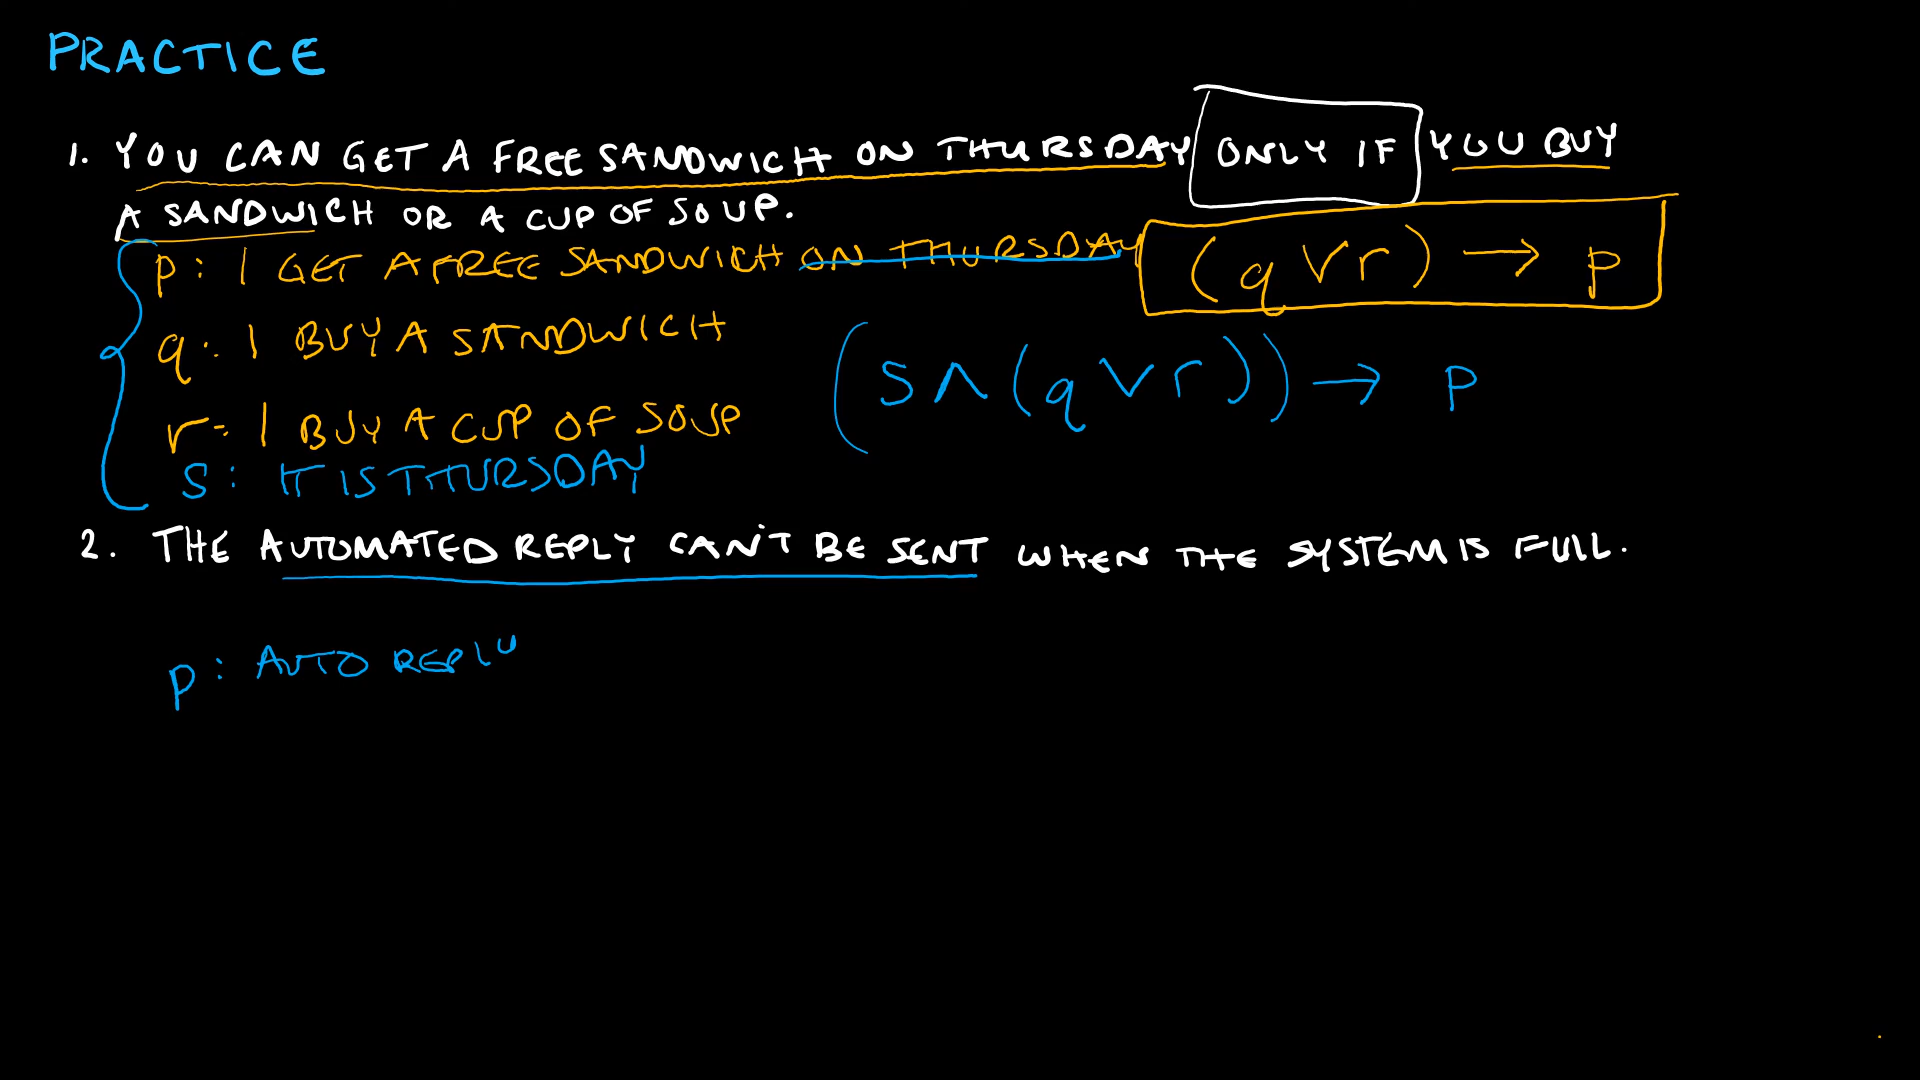 PRACTICE
1. YOU CAN GET A FREE SANDWICH ON THURSDAY ONLY IF YOU BUY
A SANDWICH OR A CUP OF SOUP.
p: I GET A FREE SANDWICH ON THURSDAY (q ∨ r) → p
q: I BUY A SANDWICH
(S ∧ (q ∨ r)) → p
r: I BUY A CUP OF SOUP
S: IT IS THURSDAY
2. THE AUTOMATED REPLY CAN'T BE SENT WHEN THE SYSTEM IS FULL.
p: AUTO REPLY